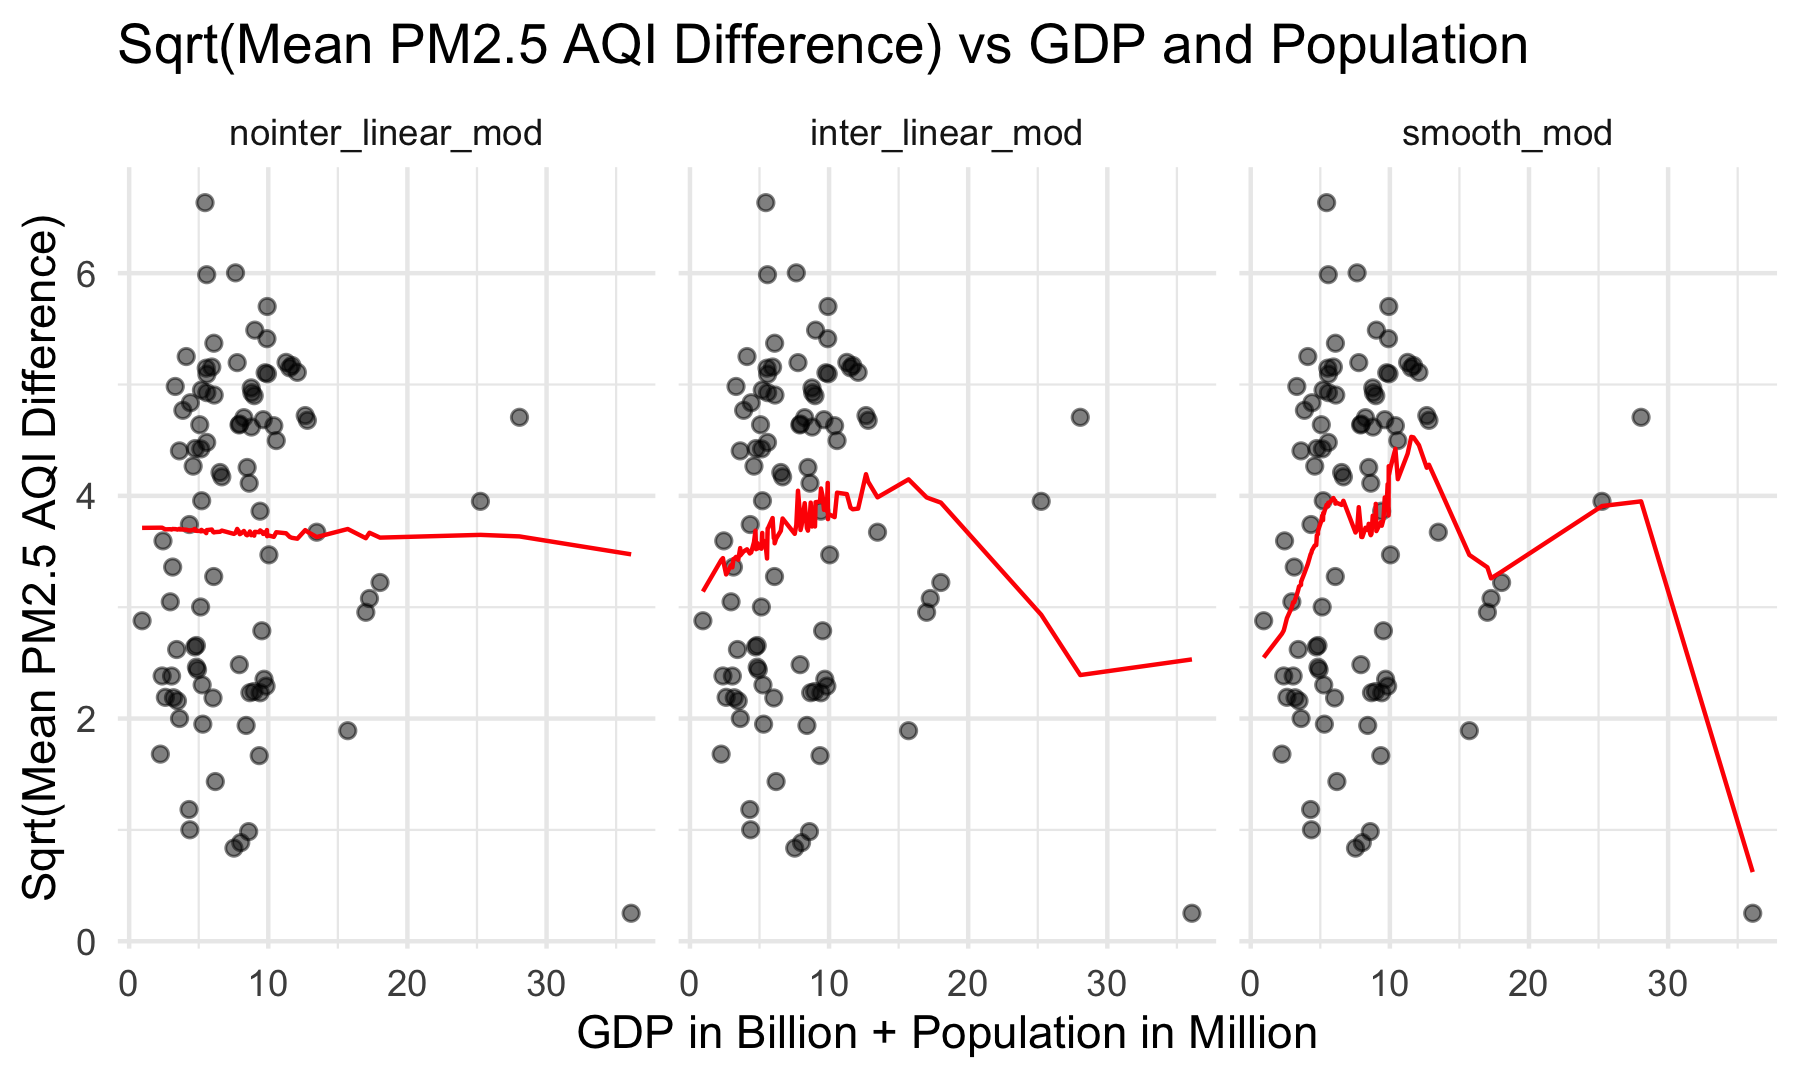 Sqrt(Mean PM2.5 AQI Difference) vs GDP and Population
nointer_linear_mod
inter_linear_mod
smooth_mod
Sqrt(Mean PM2.5 AQI Difference)
6
4
2
0
0 10 20 30
0 10 20 30
0 10 20 30
GDP in Billion + Population in Million